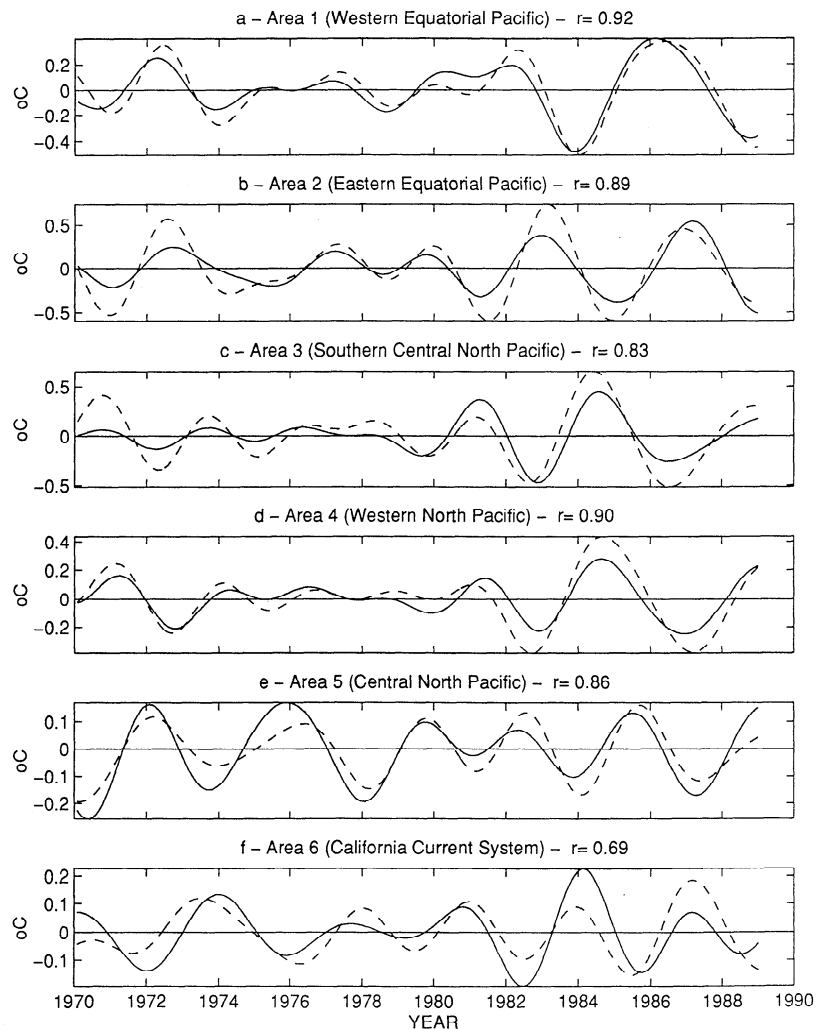 a – Area 1 (Western Equatorial Pacific) – r= 0.92
0.2
0
−0.2
−0.4
oC
b – Area 2 (Eastern Equatorial Pacific) – r= 0.89
0.5
0
−0.5
oC
c – Area 3 (Southern Central North Pacific) – r= 0.83
0.5
0
−0.5
oC
d – Area 4 (Western North Pacific) – r= 0.90
0.4
0.2
0
−0.2
oC
e – Area 5 (Central North Pacific) – r= 0.86
0.1
0
−0.1
−0.2
oC
f – Area 6 (California Current System) – r= 0.69
0.2
0.1
0
−0.1
oC
1970 1972 1974 1976 1978 1980 1982 1984 1986 1988 1990
YEAR